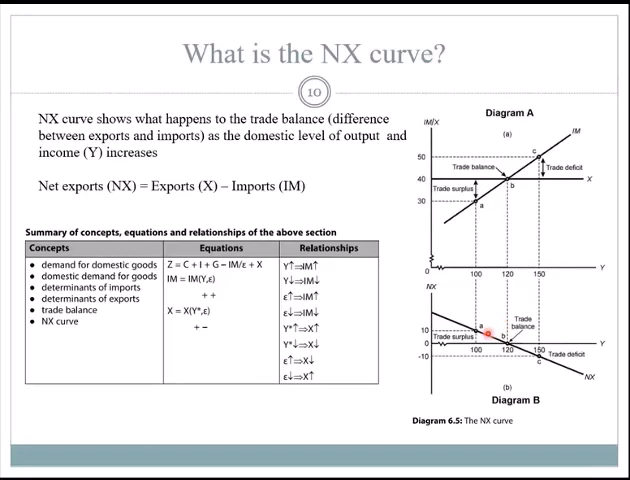 What is the NX curve?
10
NX curve shows what happens to the trade balance (difference
between exports and imports) as the domestic level of output and
income (Y) increases
Net exports (NX) = Exports (X) – Imports (IM)
Summary of concepts, equations and relationships of the above section
Concepts Equations Relationships
• demand for domestic goods
• domestic demand for goods
• determinants of imports
• determinants of exports
• trade balance
• NX curve
Z = C + I + G – IM/ε + X
IM = IM(Y,ε)
+ +
X = X(Y*,ε)
+ –
Y↑⇒IM↑
Y↓⇒IM↓
ε↑⇒IM↑
ε↓⇒IM↓
Y*↑⇒X↑
Y*↓⇒X↓
ε↑⇒X↓
ε↓⇒X↑
Diagram A
IM/X
(a)
IM
c
50
Trade balance
Trade deficit
40
X
b
Trade surplus
30
a
0
100 120 150
Y
NX
10
a
Trade
balance
Trade surplus
b
0
100 120 150
Y
-10
Trade deficit
c
NX
(b)
Diagram B
Diagram 6.5: The NX curve